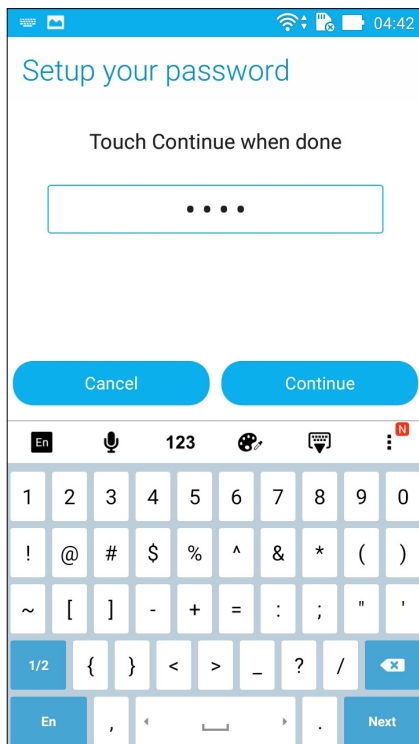 04:42
Setup your password
Touch Continue when done
••••
Cancel Continue
En 123 N
1 2 3 4 5 6 7 8 9 0
! @ # $ % ^ & * ( )
~ [ ] - + = : ; " '
1/2 { } < > _ ? /
En , . Next